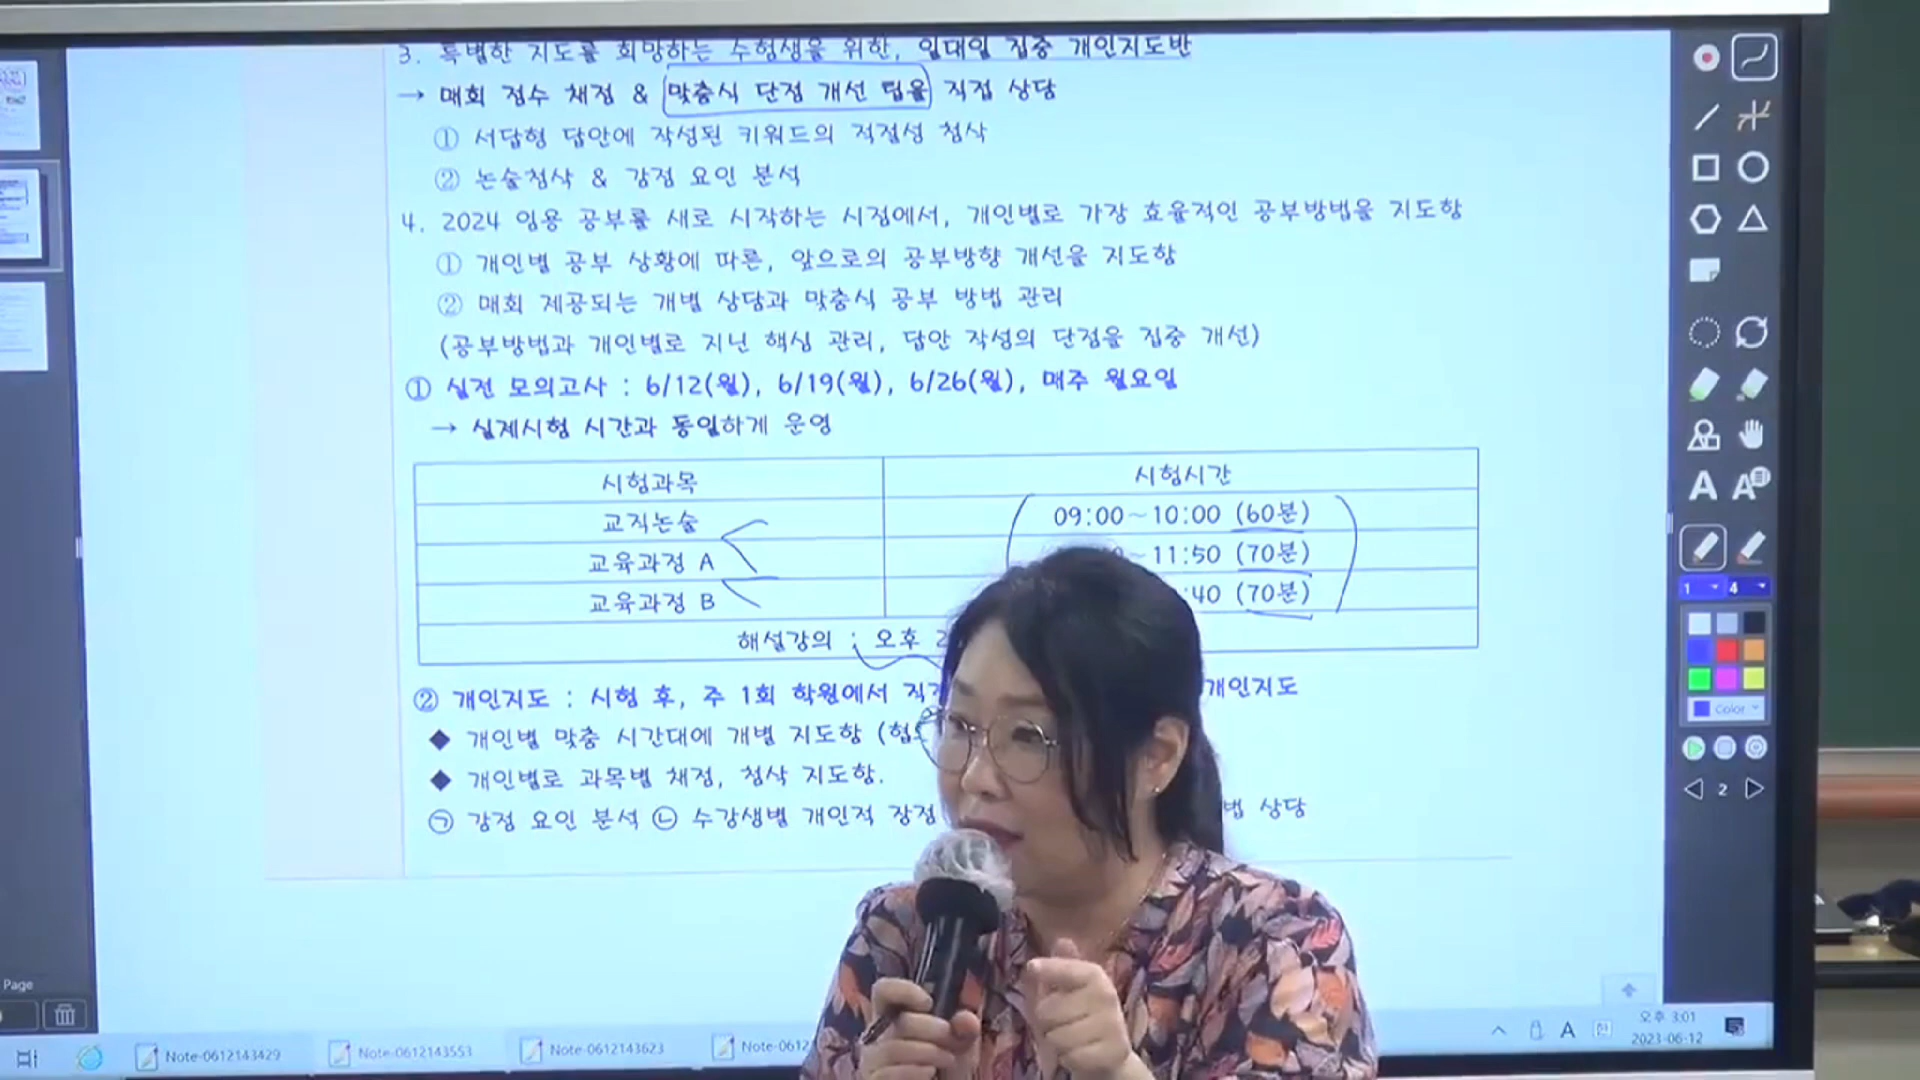 3. 특별한 지도를 희망하는 수험생을 위한, 일대일 집중 개인지도반
→ 매회 점수 채점 & 맞춤식 단점 개선 팁을 직접 상담
① 서답형 답안에 작성된 키워드의 적절성 첨삭
② 논술첨삭 & 감점 요인 분석
4. 2024 임용 공부를 새로 시작하는 시점에서, 개인별로 가장 효율적인 공부방법을 지도함
① 개인별 공부 상황에 따른, 앞으로의 공부방향 개선을 지도함
② 매회 제공되는 개별 상담과 맞춤식 공부 방법 관리
(공부방법과 개인별로 지닌 핵심 관리, 답안 작성의 단점을 집중 개선)
① 실전 모의고사 : 6/12(월), 6/19(월), 6/26(월), 매주 월요일
→ 실제시험 시간과 동일하게 운영
시험과목 시험시간
교직논술 09:00~10:00 (60분)
교육과정 A ~11:50 (70분)
교육과정 B :40 (70분)
해설강의 : 오후 2
② 개인지도 : 시험 후, 주 1회 학원에서 개인지도
◆ 개인별 맞춤 시간대에 개별 지도함
◆ 개인별로 과목별 채점, 첨삭 지도함.
㉠ 감점 요인 분석 ㉡ 수강생별 개인적 장점 상담
Color
1 4
2
Page
Note-0612143429 Note-0612143553 Note-0612143623 Note-0612
A 오후 3:01
2023-06-12